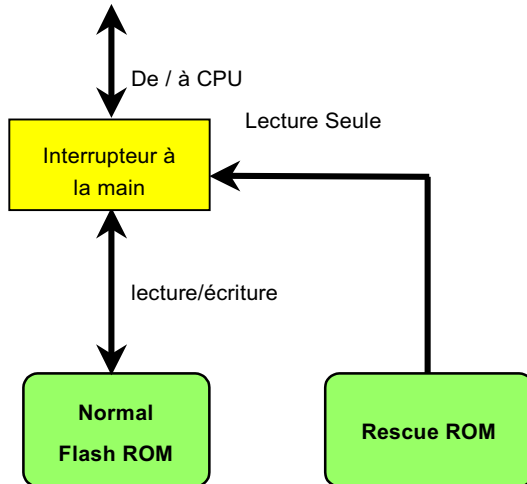 De / à CPU
Lecture Seule
Interrupteur à
la main
lecture/écriture
Normal
Flash ROM
Rescue ROM